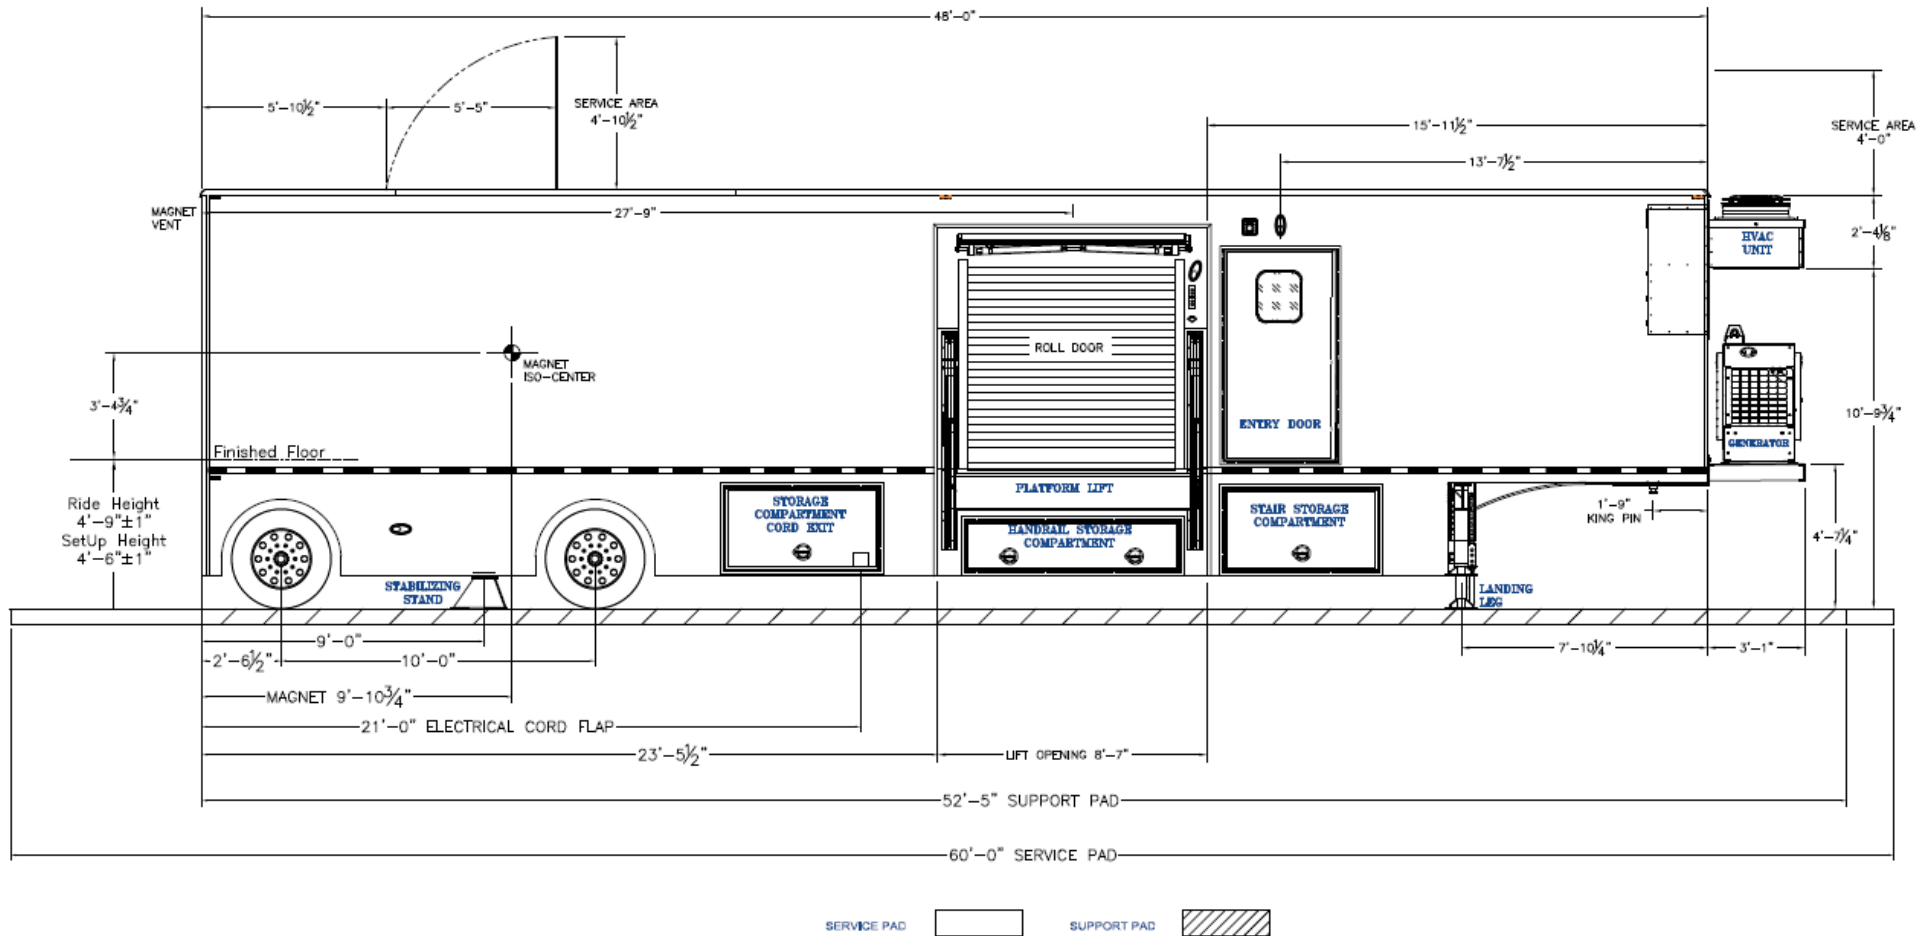 48'-0"
5'-10½"
5'-5"
SERVICE AREA
4'-10½"
15'-11½"
SERVICE AREA
4'-0"
13'-7½"
MAGNET
VENT
27'-9"
HVAC
UNIT
2'-4⅛"
ROLL DOOR
MAGNET
ISO-CENTER
3'-4¾"
10'-9¾"
ENTRY DOOR
GENERATOR
Finished Floor
Ride Height
4'-9"±1"
SetUp Height
4'-6"±1"
PLATFORM LIFT
STORAGE
COMPARTMENT
CORD EXIT
HANDRAIL STORAGE
COMPARTMENT
STAIR STORAGE
COMPARTMENT
1'-9"
KING PIN
4'-7¼"
STABILIZING
STAND
LANDING
LEG
9'-0"
2'-6½"
10'-0"
7'-10¼"
3'-1"
MAGNET 9'-10¾"
21'-0" ELECTRICAL CORD FLAP
23'-5½"
LIFT OPENING 8'-7"
52'-5" SUPPORT PAD
60'-0" SERVICE PAD
SERVICE PAD
SUPPORT PAD